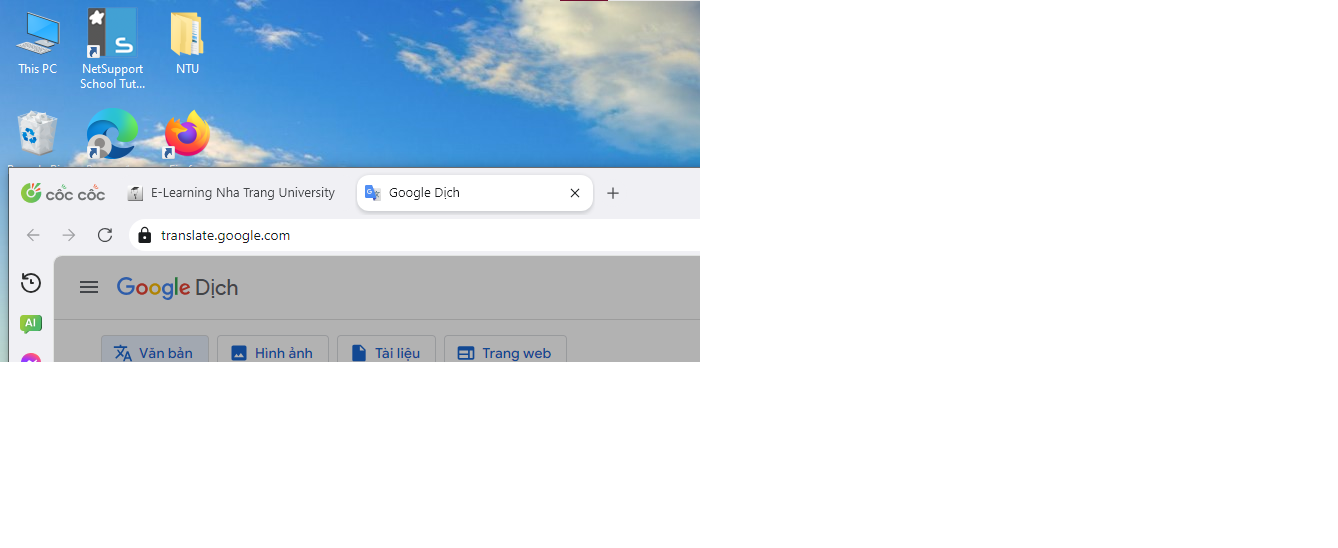 This PC
NetSupport
School Tut...
NTU
cốc cốc
E-Learning Nha Trang University
Google Dịch
translate.google.com
AI
Google Dịch
Văn bản
Hình ảnh
Tài liệu
Trang web